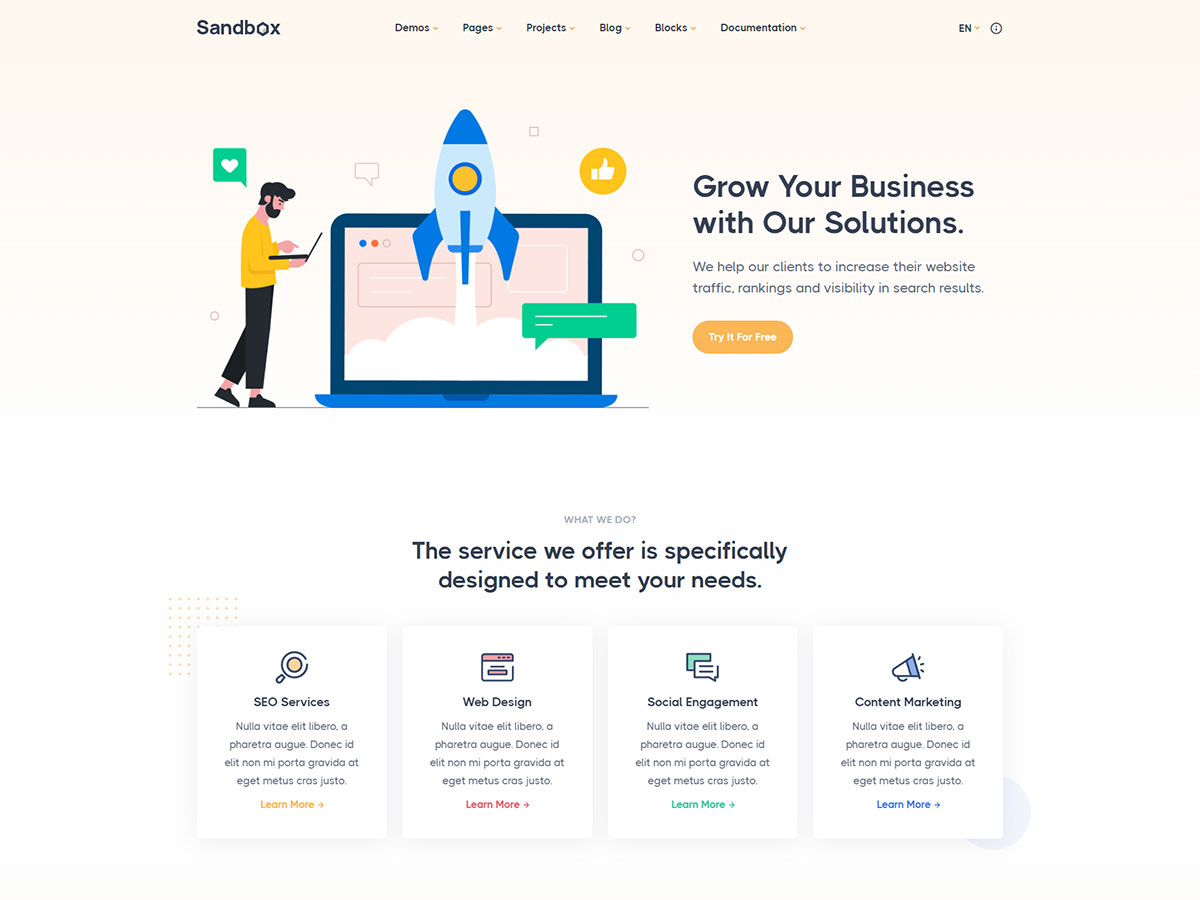 Sandbox
Demos
Pages
Projects
Blog
Blocks
Documentation
EN
Grow Your Business
with Our Solutions.
We help our clients to increase their website
traffic, rankings and visibility in search results.
Try It For Free
WHAT WE DO?
The service we offer is specifically
designed to meet your needs.
SEO Services
Nulla vitae elit libero, a
pharetra augue. Donec id
elit non mi porta gravida at
eget metus cras justo.
Learn More →
Web Design
Nulla vitae elit libero, a
pharetra augue. Donec id
elit non mi porta gravida at
eget metus cras justo.
Learn More →
Social Engagement
Nulla vitae elit libero, a
pharetra augue. Donec id
elit non mi porta gravida at
eget metus cras justo.
Learn More →
Content Marketing
Nulla vitae elit libero, a
pharetra augue. Donec id
elit non mi porta gravida at
eget metus cras justo.
Learn More →